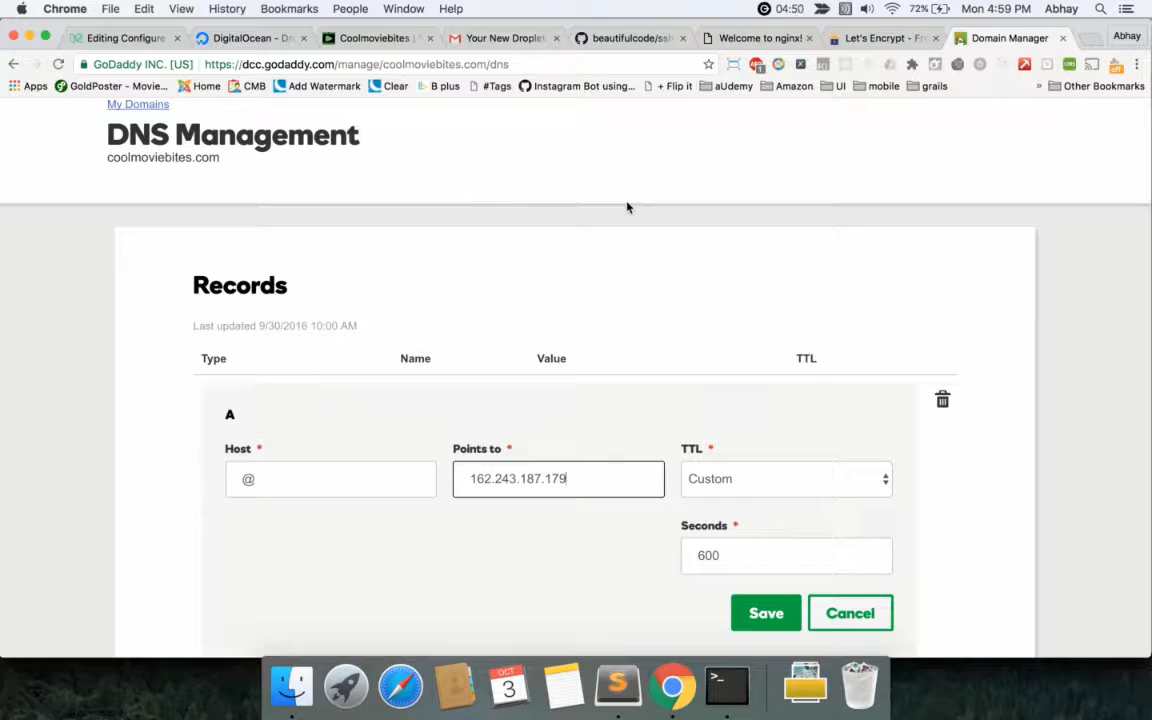 Chrome File Edit View History Bookmarks People Window Help 04:50 72% Mon 4:59 PM Abhay
Editing Configure DigitalOcean - Dr Coolmoviebites | Your New Droplet beautifulcode/ssh Welcome to nginx! Let's Encrypt - Fre Domain Manager Abhay
GoDaddy INC. [US] https://dcc.godaddy.com/manage/coolmoviebites.com/dns
Apps GoldPoster - Movie... Home CMB Add Watermark Clear B plus #Tags Instagram Bot using... + Flip it aUdemy Amazon UI mobile grails » Other Bookmarks
My Domains
DNS Management
coolmoviebites.com
Records
Last updated 9/30/2016 10:00 AM
Type Name Value TTL
A
Host * Points to * TTL *
@ 162.243.187.179 Custom
Seconds *
600
Save Cancel
OCT
3